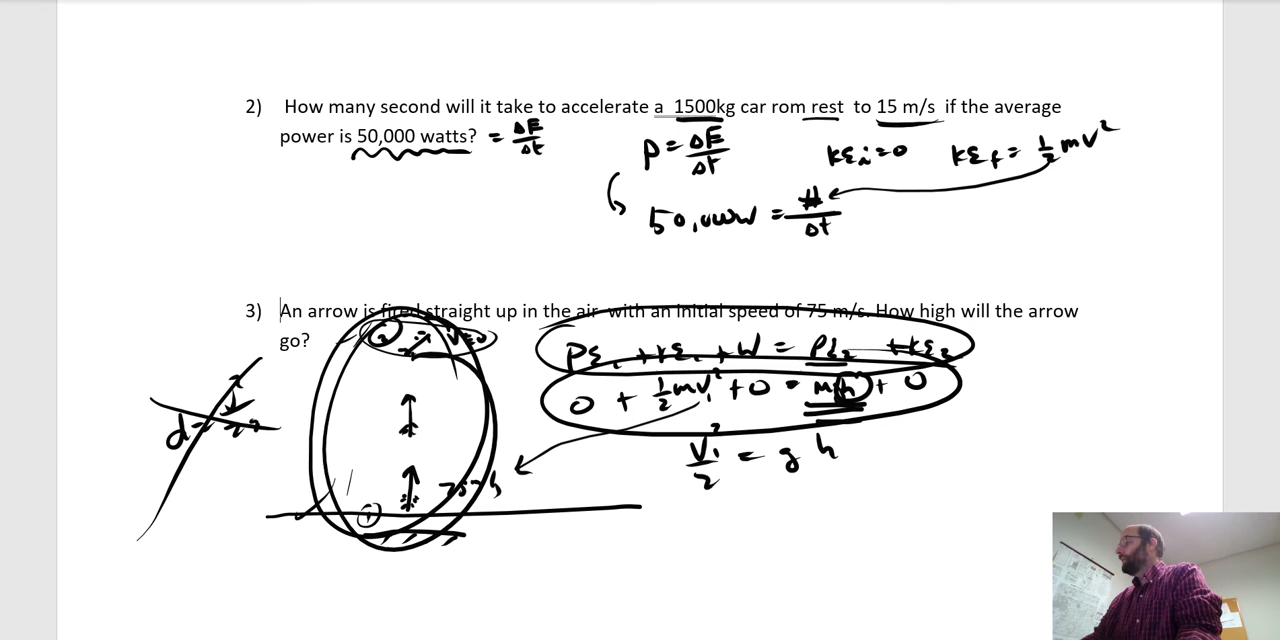 2) How many second will it take to accelerate a 1500kg car rom rest to 15 m/s if the average
power is 50,000 watts? = ΔE/Δt
P = ΔE/Δt
KEi = 0
KEf = ½mv²
50,000W = #/Δt
3) An arrow is fired straight up in the air with an initial speed of 75 m/s. How high will the arrow
go?
PE₁ + KE₁ + W = PE₂ + KE₂
0 + ½mv₁² + 0 = mgh + 0
v₁²/2 = g h
2
V=0
1